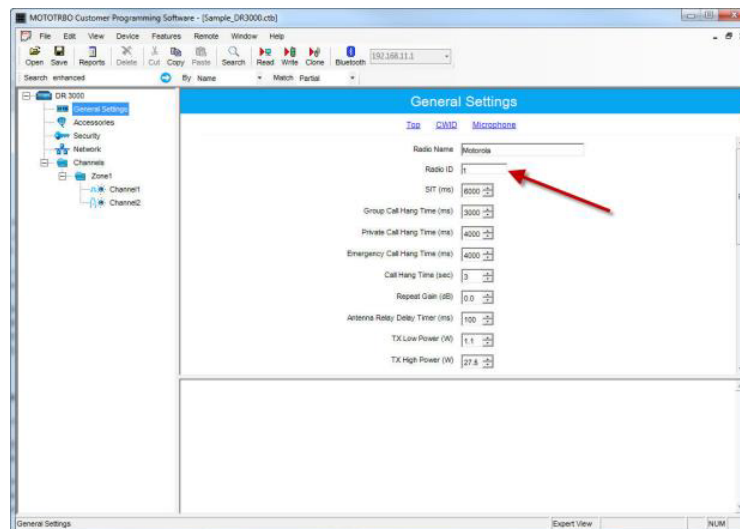 MOTOTRBO Customer Programming Software - [Sample_DR3000.ctb]
File Edit View Device Features Remote Window Help
Open Save Reports Delete Cut Copy Paste Search Read Write Clone Bluetooth 192.168.11.1
Search enhanced By Name Match Partial
DR 3000
General Settings
Accessories
Security
Network
Channels
Zone1
Channel1
Channel2
General Settings
Top CWID Microphone
Radio Name Motorola
Radio ID 1
SIT (ms) 6000
Group Call Hang Time (ms) 3000
Private Call Hang Time (ms) 4000
Emergency Call Hang Time (ms) 4000
Call Hang Time (sec) 3
Repeat Gain (dB) 0.0
Antenna Relay Delay Timer (ms) 100
TX Low Power (W) 1.1
TX High Power (W) 27.5
General Settings Expert View NUM